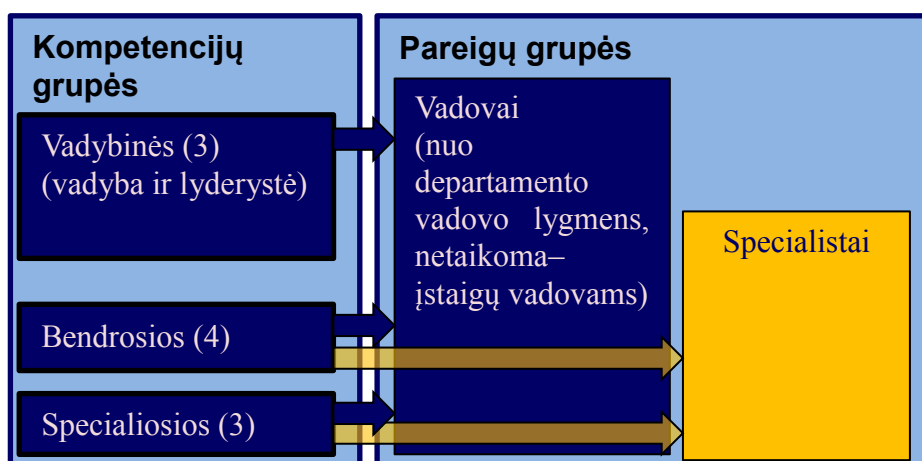 Kompetencijų
grupės
Vadybinės (3)
(vadyba ir lyderystė)
Bendrosios (4)
Specialiosios (3)
Pareigų grupės
Vadovai
(nuo
departamento
vadovo lygmens,
netaikoma–
įstaigų vadovams)
Specialistai